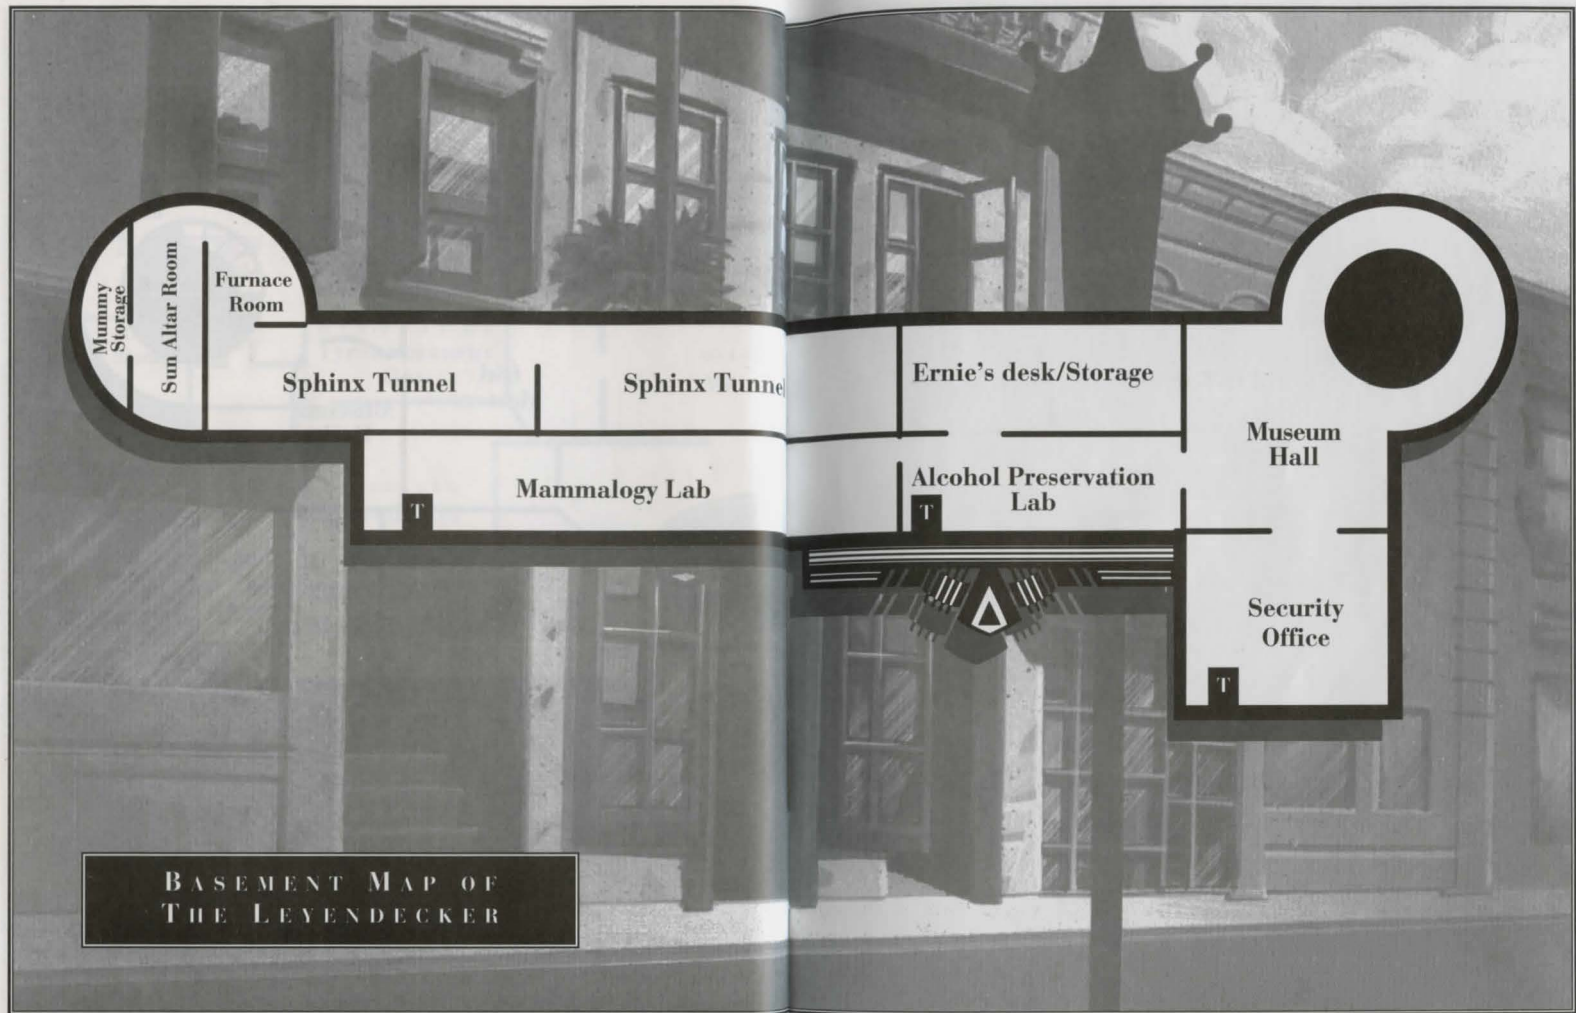 Mummy
Storage
Sun Altar Room
Furnace
Room
Sphinx Tunnel
Sphinx Tunnel
Ernie's desk/Storage
Museum
Hall
Mammalogy Lab
Alcohol Preservation
Lab
T
T
Security
Office
T
BASEMENT MAP OF
THE LEYENDECKER